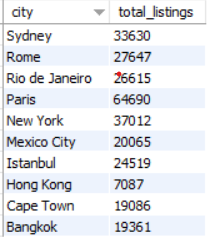 city total_listings
Sydney 33630
Rome 27647
Rio de Janeiro 26615
Paris 64690
New York 37012
Mexico City 20065
Istanbul 24519
Hong Kong 7087
Cape Town 19086
Bangkok 19361